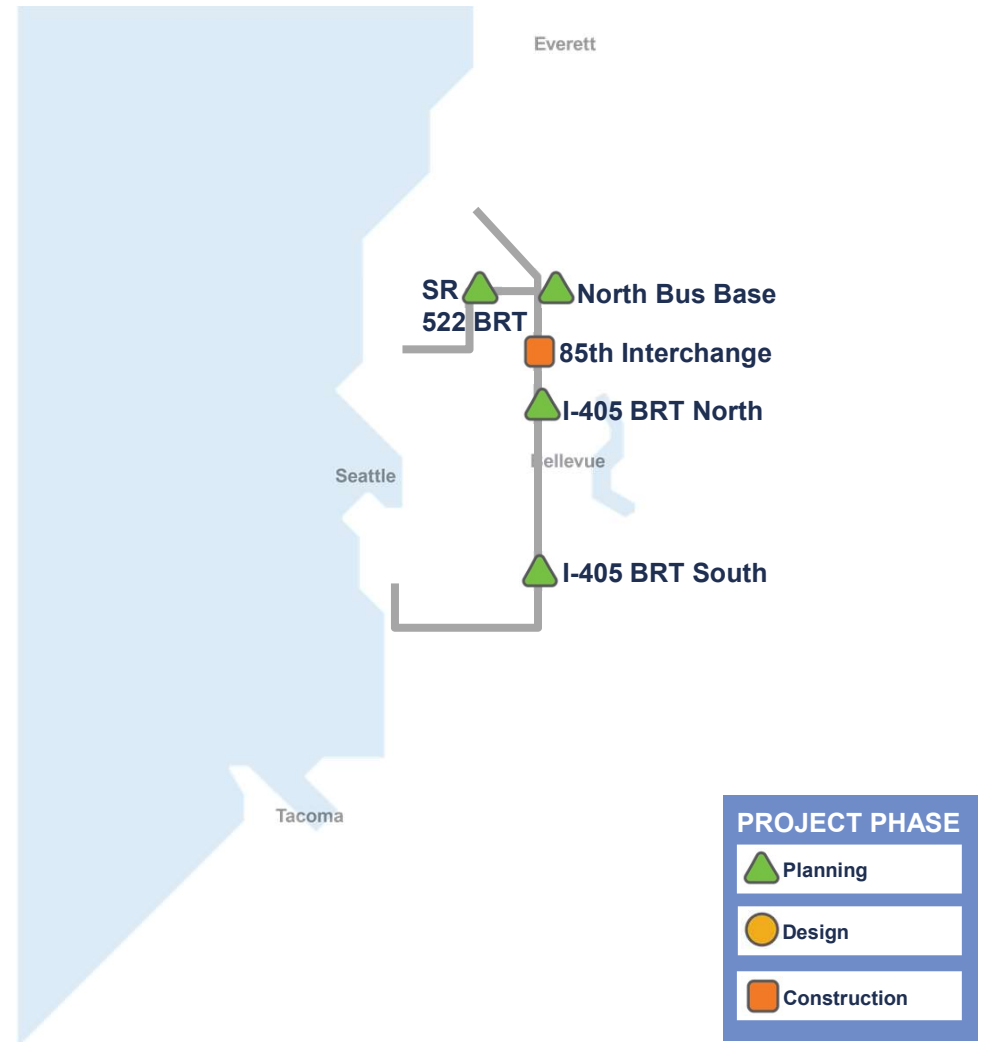 Everett
SR
522 BRT
North Bus Base
85th Interchange
I-405 BRT North
Bellevue
Seattle
I-405 BRT South
Tacoma
PROJECT PHASE
Planning
Design
Construction